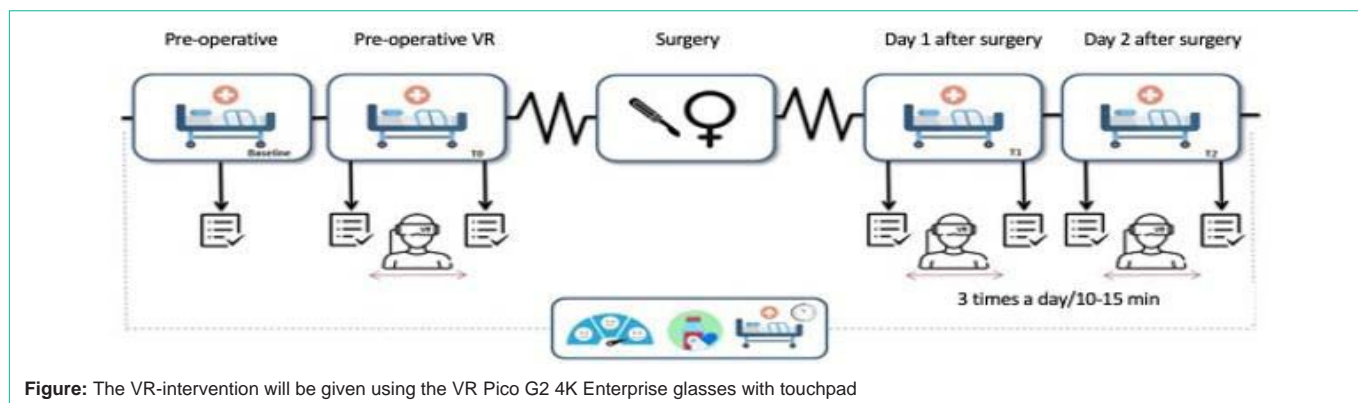 Pre-operative
Pre-operative VR
Surgery
Day 1 after surgery
Day 2 after surgery
Baseline
T0
T1
T2
VR
VR
VR
3 times a day/10-15 min
Figure: The VR-intervention will be given using the VR Pico G2 4K Enterprise glasses with touchpad